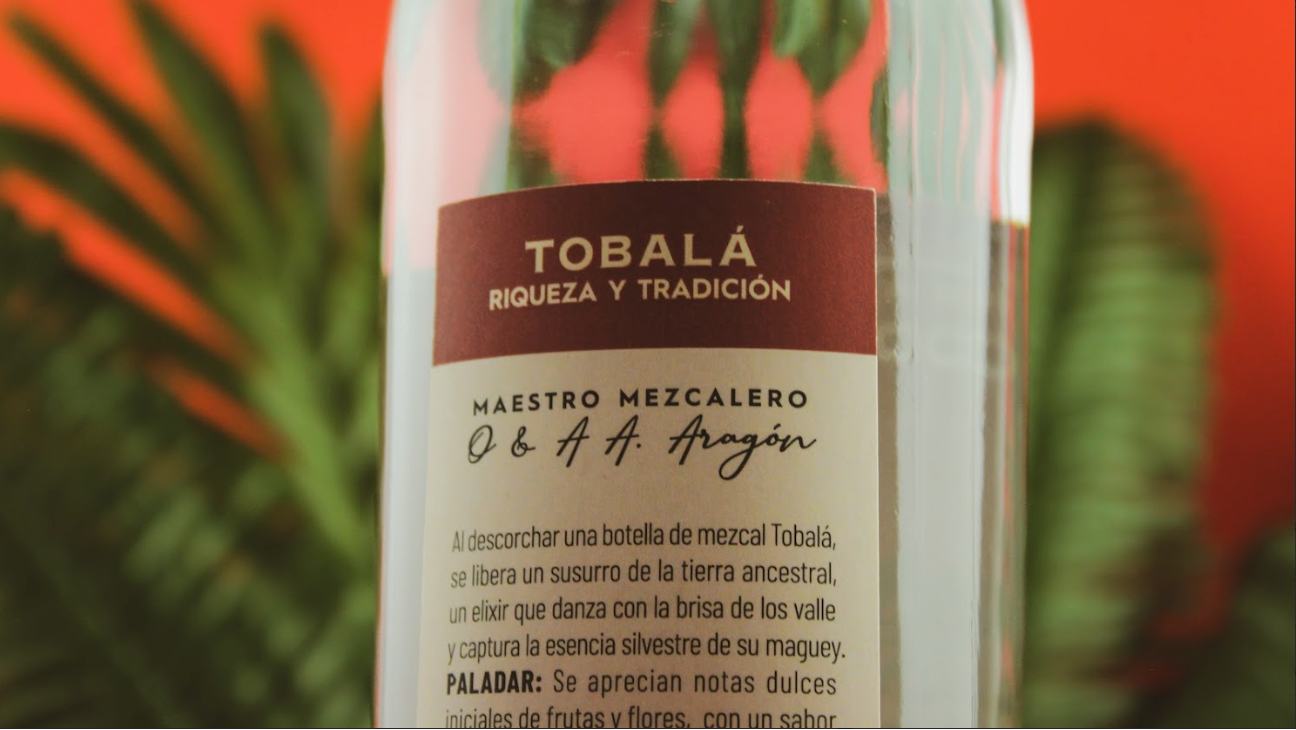 TOBALÁ
RIQUEZA Y TRADICIÓN
MAESTRO MEZCALERO
O & A A. Aragón
Al descorchar una botella de mezcal Tobalá,
se libera un susurro de la tierra ancestral,
un elixir que danza con la brisa de los valle
y captura la esencia silvestre de su maguey.
PALADAR: Se aprecian notas dulces
iniciales de frutas y flores, con un sabor